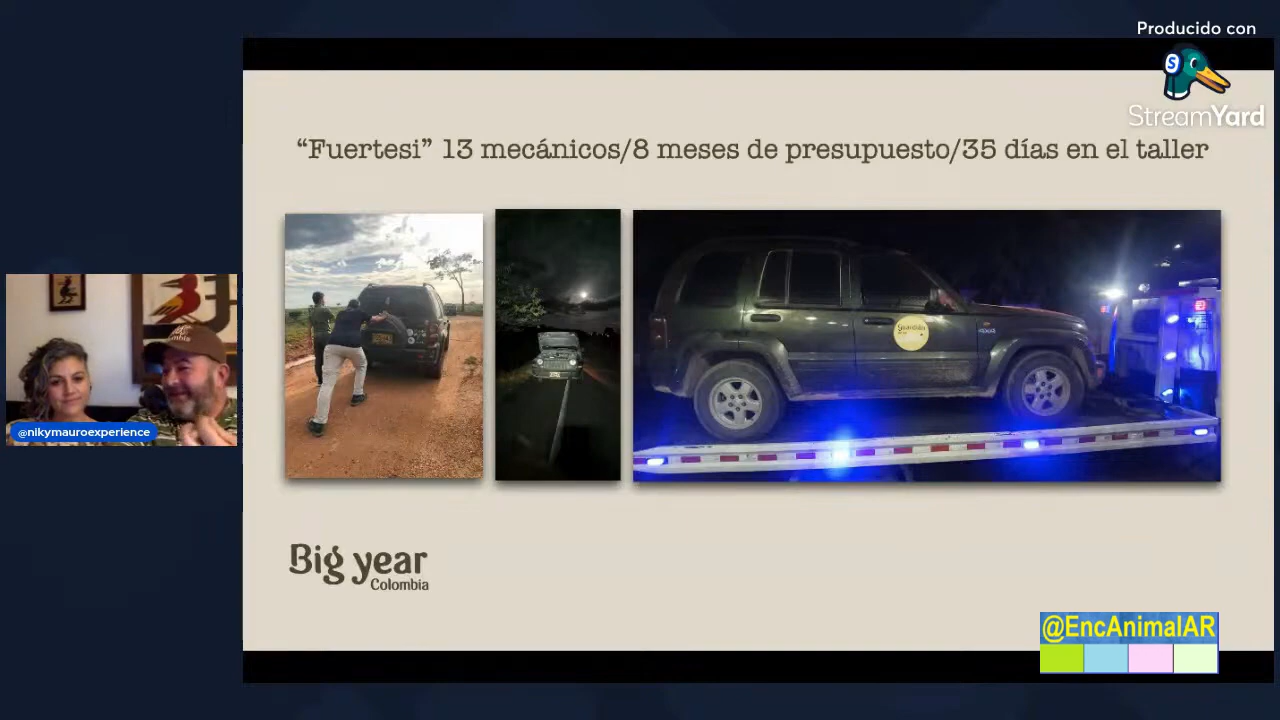 Producido con
StreamYard
“Fuertesi” 13 mecánicos/8 meses de presupuesto/35 días en el taller
Guardián
@nikymauroexperience
Big year
Colombia
@EncAnimalAR